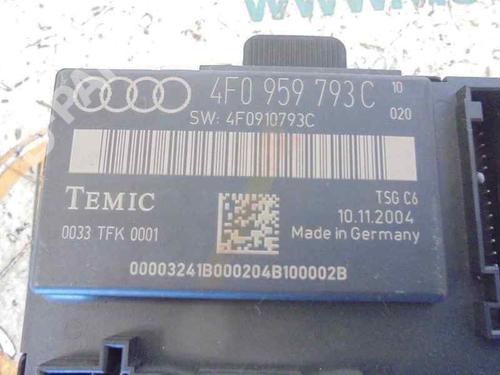 4F0 959 793C 10
SW: 4F0910793C 020
TEMIC
TSG C6
10.11.2004
0033 TFK 0001
Made in Germany
00003241B000204B100002B